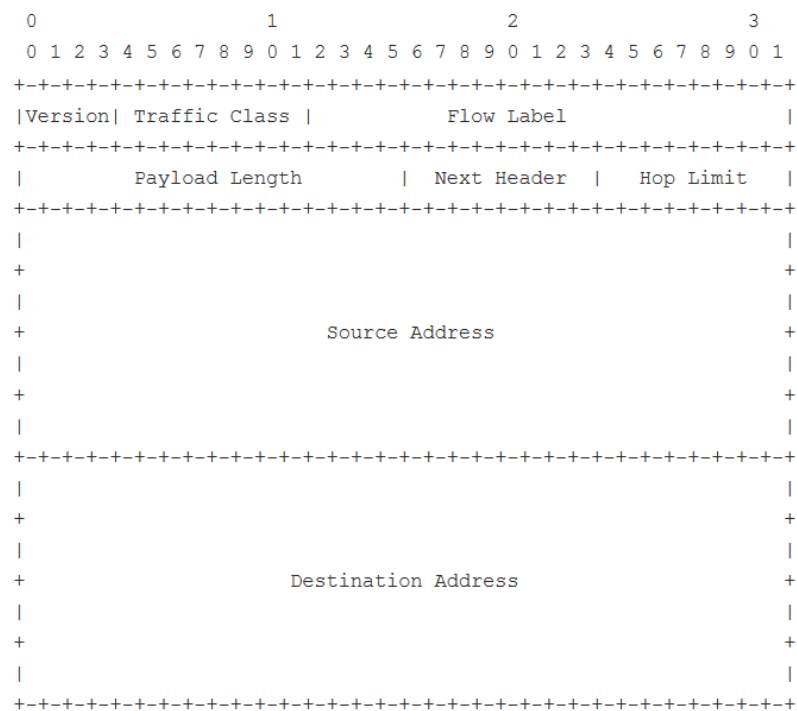 0                   1                   2                   3
 0 1 2 3 4 5 6 7 8 9 0 1 2 3 4 5 6 7 8 9 0 1 2 3 4 5 6 7 8 9 0 1
+-+-+-+-+-+-+-+-+-+-+-+-+-+-+-+-+-+-+-+-+-+-+-+-+-+-+-+-+-+-+-+-+
|Version| Traffic Class |           Flow Label                  |
+-+-+-+-+-+-+-+-+-+-+-+-+-+-+-+-+-+-+-+-+-+-+-+-+-+-+-+-+-+-+-+-+
|         Payload Length        |  Next Header  |   Hop Limit   |
+-+-+-+-+-+-+-+-+-+-+-+-+-+-+-+-+-+-+-+-+-+-+-+-+-+-+-+-+-+-+-+-+
|                                                               |
+                                                               +
|                                                               |
+                         Source Address                        +
|                                                               |
+                                                               +
|                                                               |
+-+-+-+-+-+-+-+-+-+-+-+-+-+-+-+-+-+-+-+-+-+-+-+-+-+-+-+-+-+-+-+-+
|                                                               |
+                                                               +
|                                                               |
+                      Destination Address                      +
|                                                               |
+                                                               +
|                                                               |
+-+-+-+-+-+-+-+-+-+-+-+-+-+-+-+-+-+-+-+-+-+-+-+-+-+-+-+-+-+-+-+-+